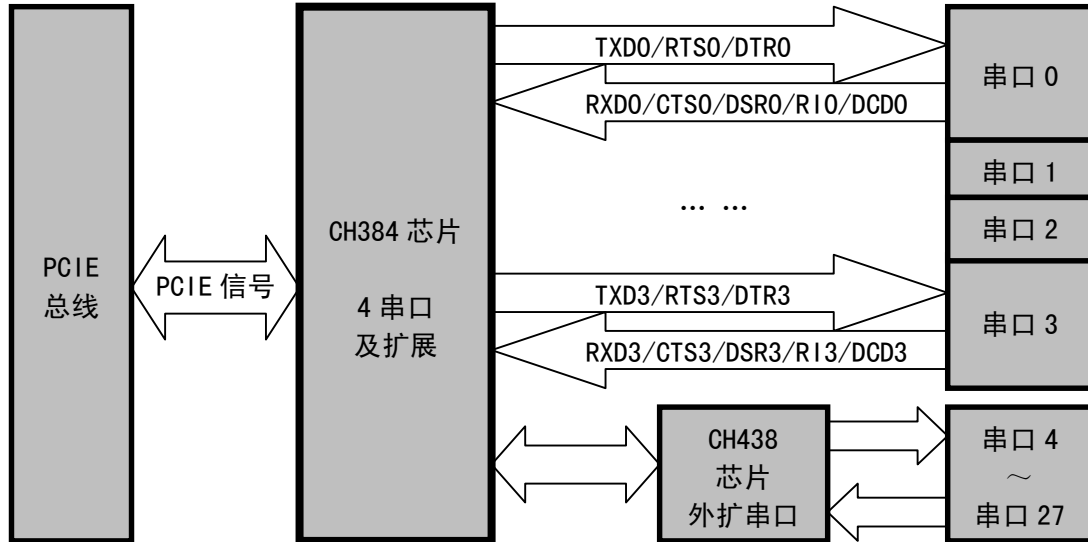 PCIE
总线
PCIE 信号
CH384 芯片
4 串口
及扩展
TXD0/RTS0/DTR0
RXD0/CTS0/DSR0/RI0/DCD0
… …
TXD3/RTS3/DTR3
RXD3/CTS3/DSR3/RI3/DCD3
CH438
芯片
外扩串口
串口 0
串口 1
串口 2
串口 3
串口 4
～
串口 27